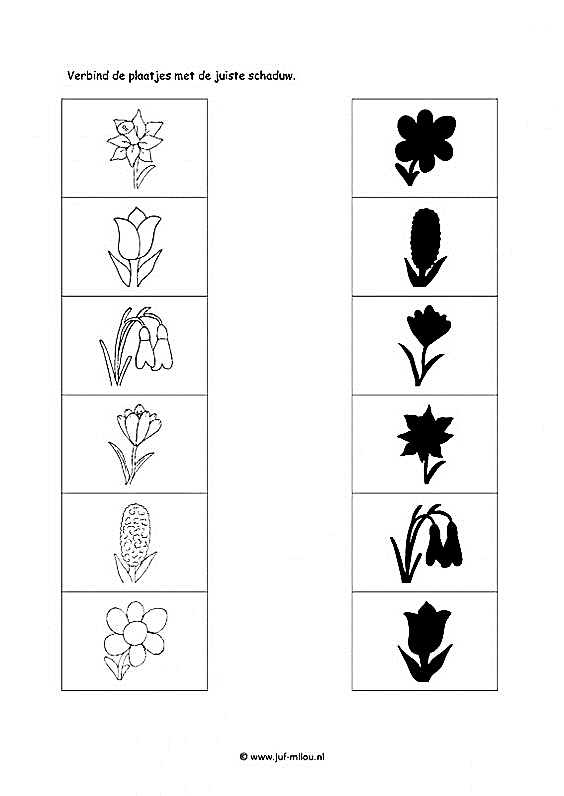 Verbind de plaatjes met de juiste schaduw.
© www.juf-milou.nl